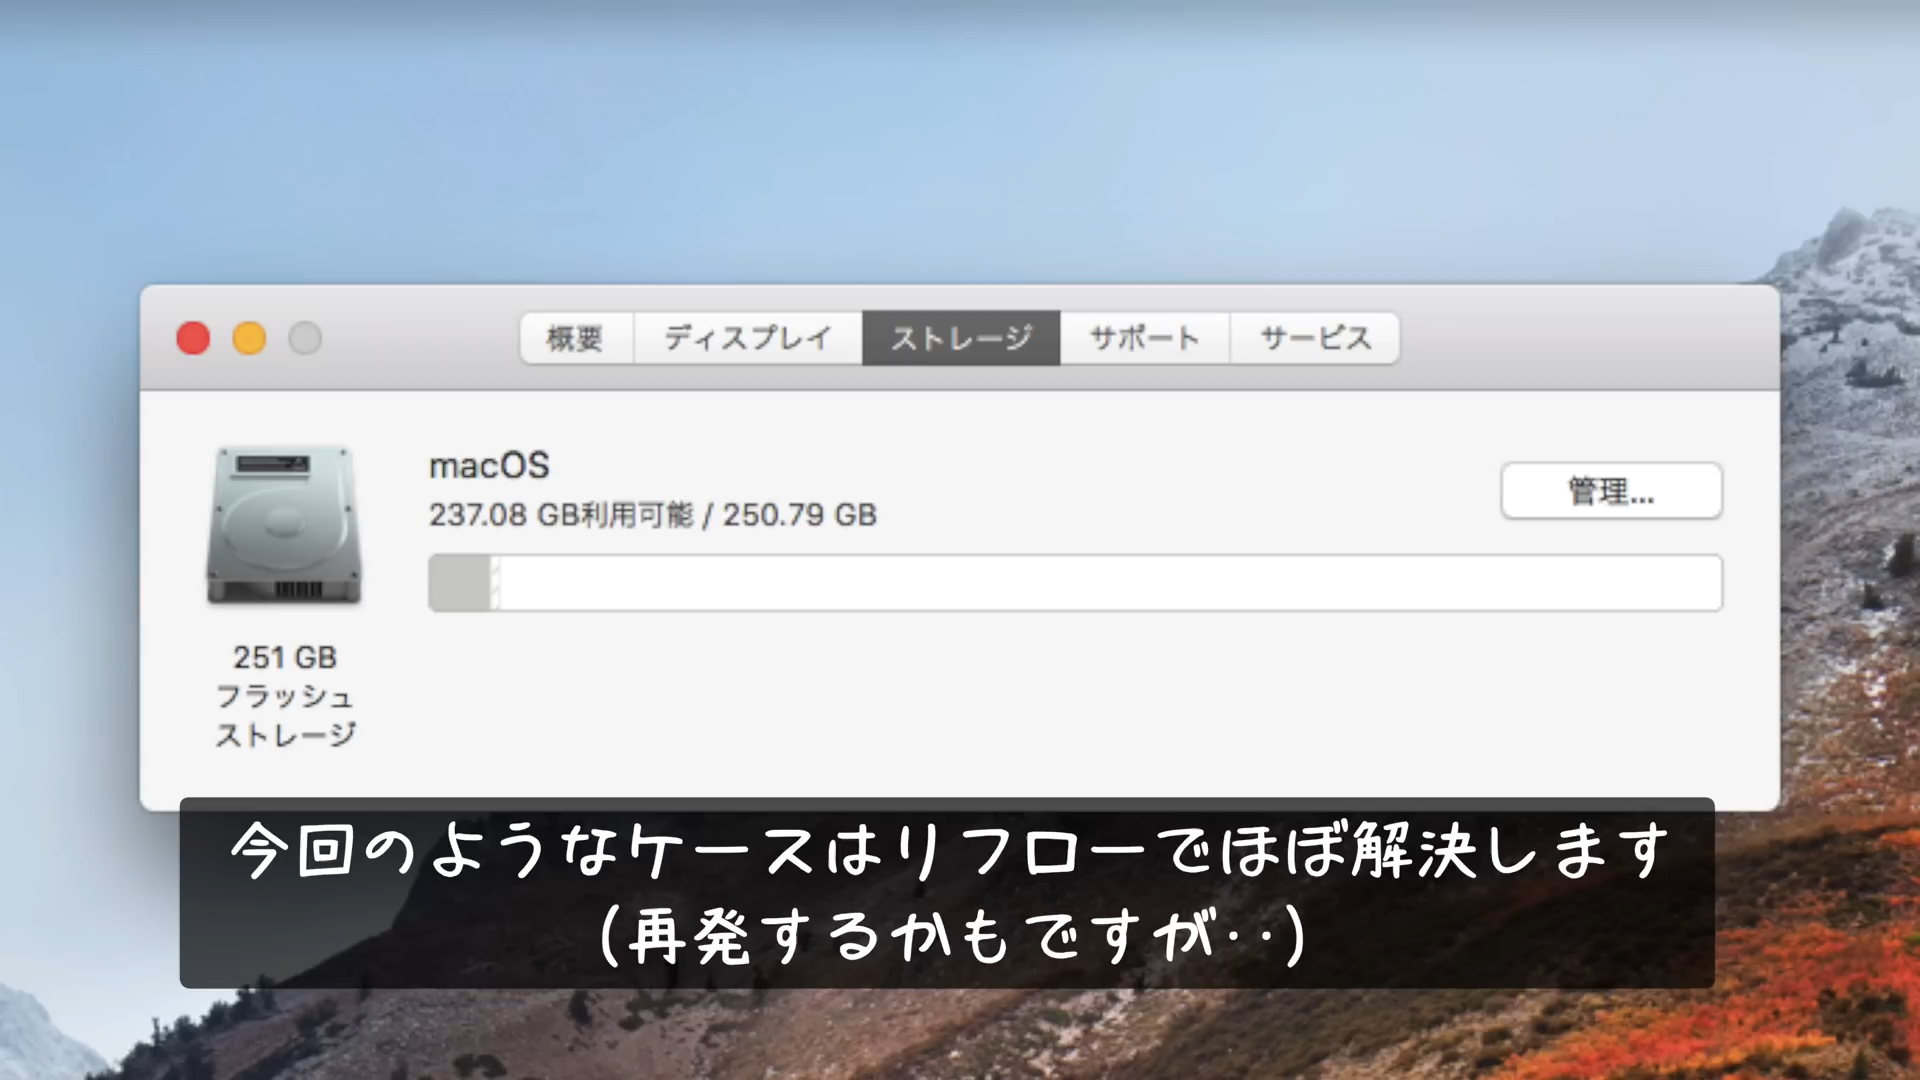 概要 ディスプレイ ストレージ サポート サービス
macOS
237.08 GB利用可能 / 250.79 GB
管理...
251 GB
フラッシュ
ストレージ
今回のようなケースはリフローでほぼ解決します
(再発するかもですが‥)